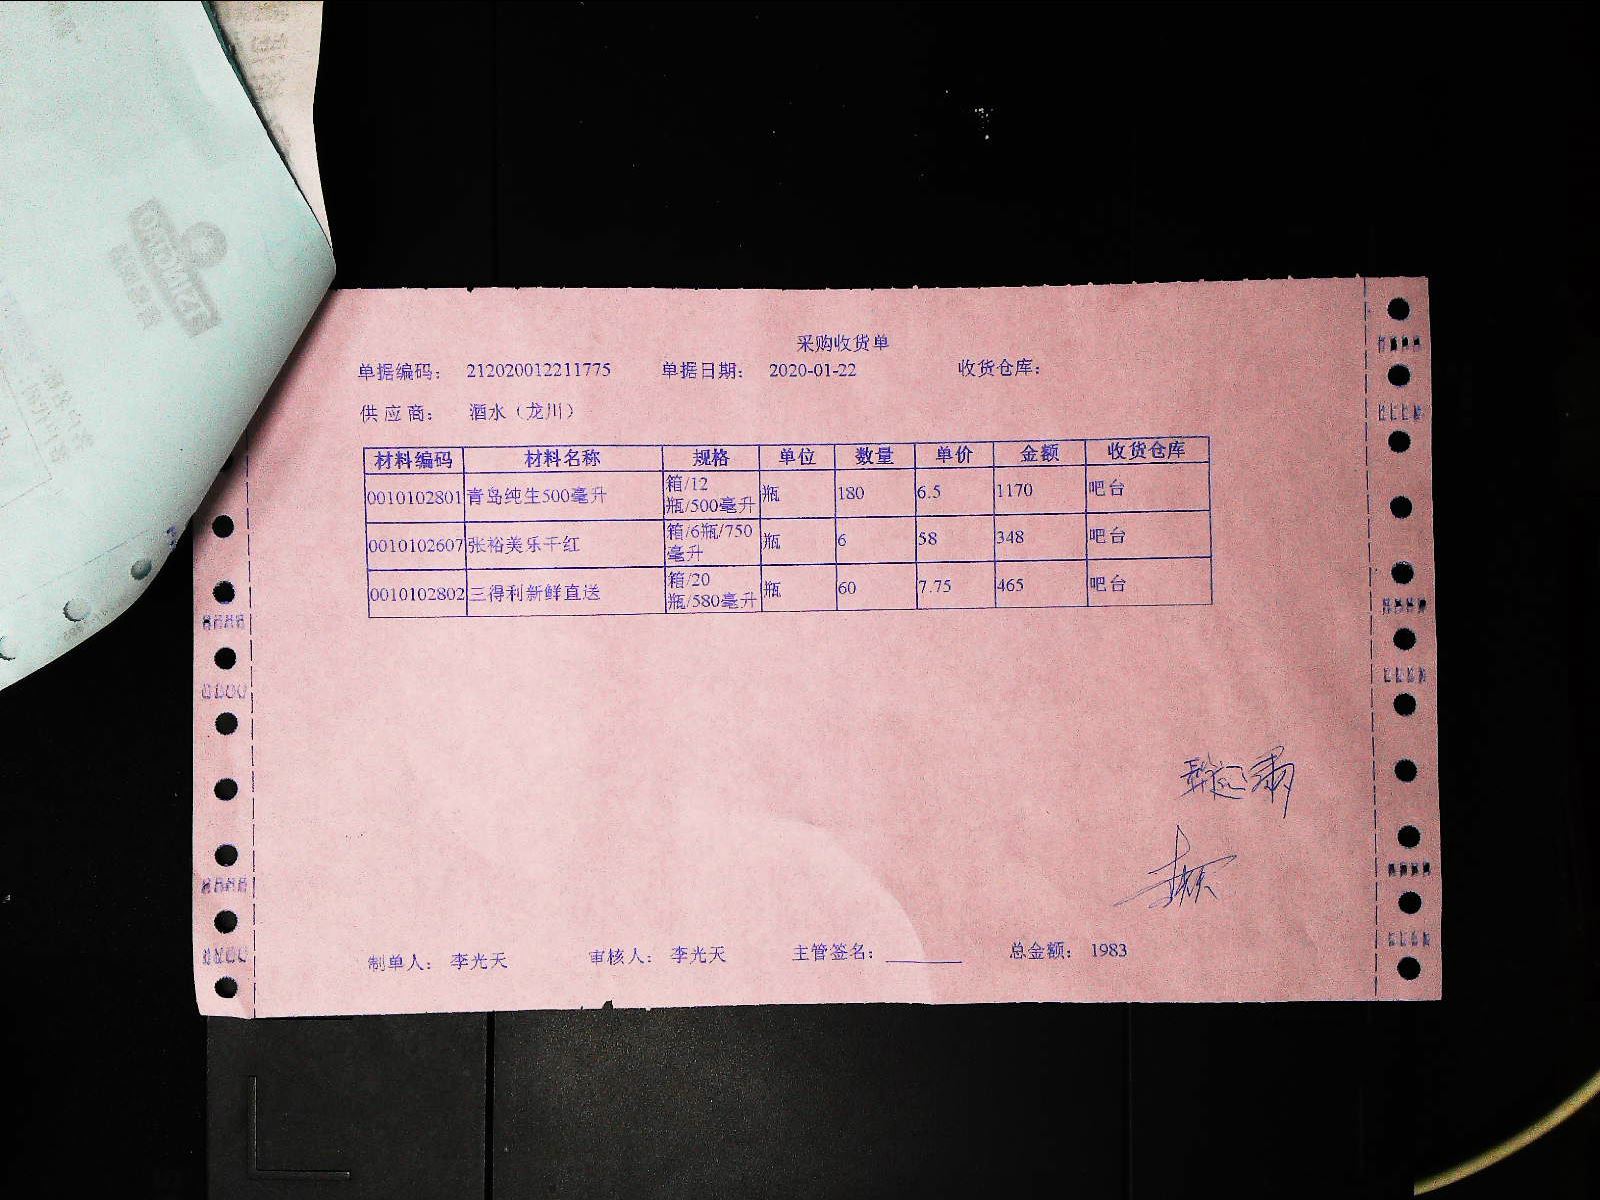 采购收货单
单据编码： 212020012211775 单据日期： 2020-01-22 收货仓库：
供应商： 酒水（龙川）
材料编码 材料名称 规格 单位 数量 单价 金额 收货仓库
0010102801 青岛纯生500毫升 箱/12瓶/500毫升 瓶 180 6.5 1170 吧台
0010102607 张裕美乐干红 箱/6瓶/750毫升 瓶 6 58 348 吧台
0010102802 三得利新鲜直送 箱/20瓶/580毫升 瓶 60 7.75 465 吧台
制单人： 李光天 审核人： 李光天 主管签名：________ 总金额： 1983